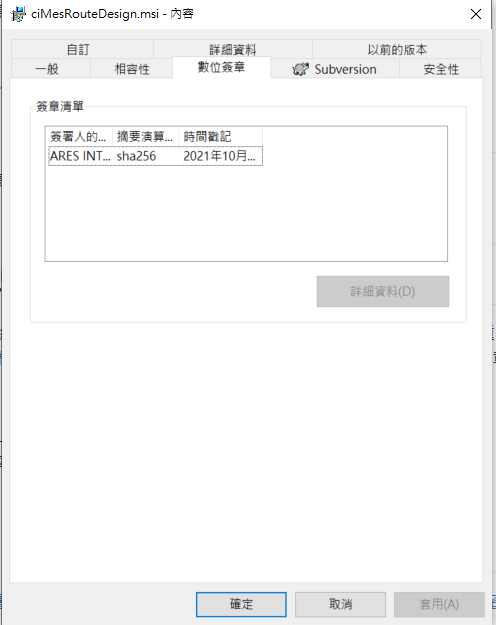 ciMesRouteDesign.msi - 內容
自訂 詳細資料 以前的版本
一般 相容性 數位簽章 Subversion 安全性
簽章清單
簽署人的... 摘要演算... 時間戳記
ARES INT... sha256 2021年10月...
詳細資料(D)
確定 取消 套用(A)